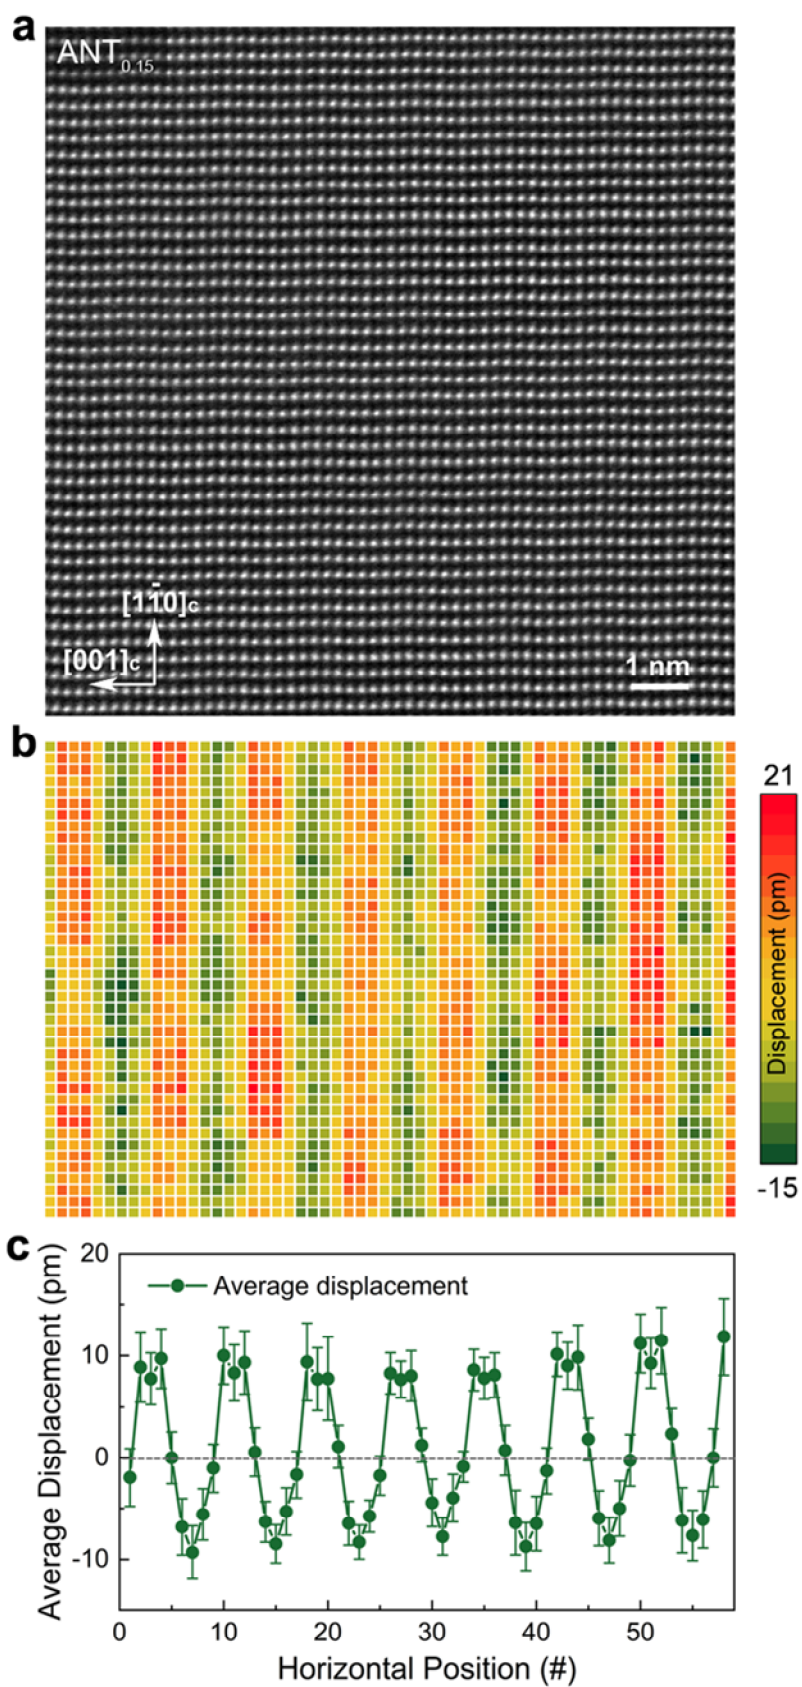 a
ANT0.15
[11̄0]c
[001]c
1 nm
b
21
Displacement (pm)
-15
c
Average displacement
Average Displacement (pm)
20
10
0
-10
0 10 20 30 40 50
Horizontal Position (#)